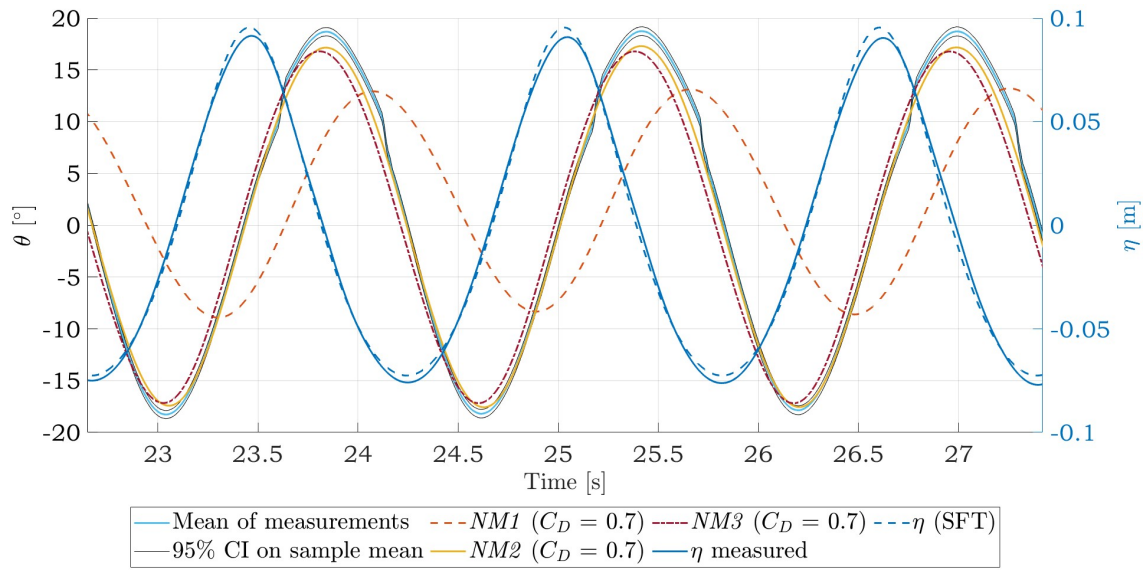 20
15
10
5
0
-5
-10
-15
-20
θ [°]
0.1
0.05
0
-0.05
-0.1
η [m]
23 23.5 24 24.5 25 25.5 26 26.5 27
Time [s]
Mean of measurements NM1 (C_D = 0.7) NM3 (C_D = 0.7) η (SFT)
95% CI on sample mean NM2 (C_D = 0.7) η measured